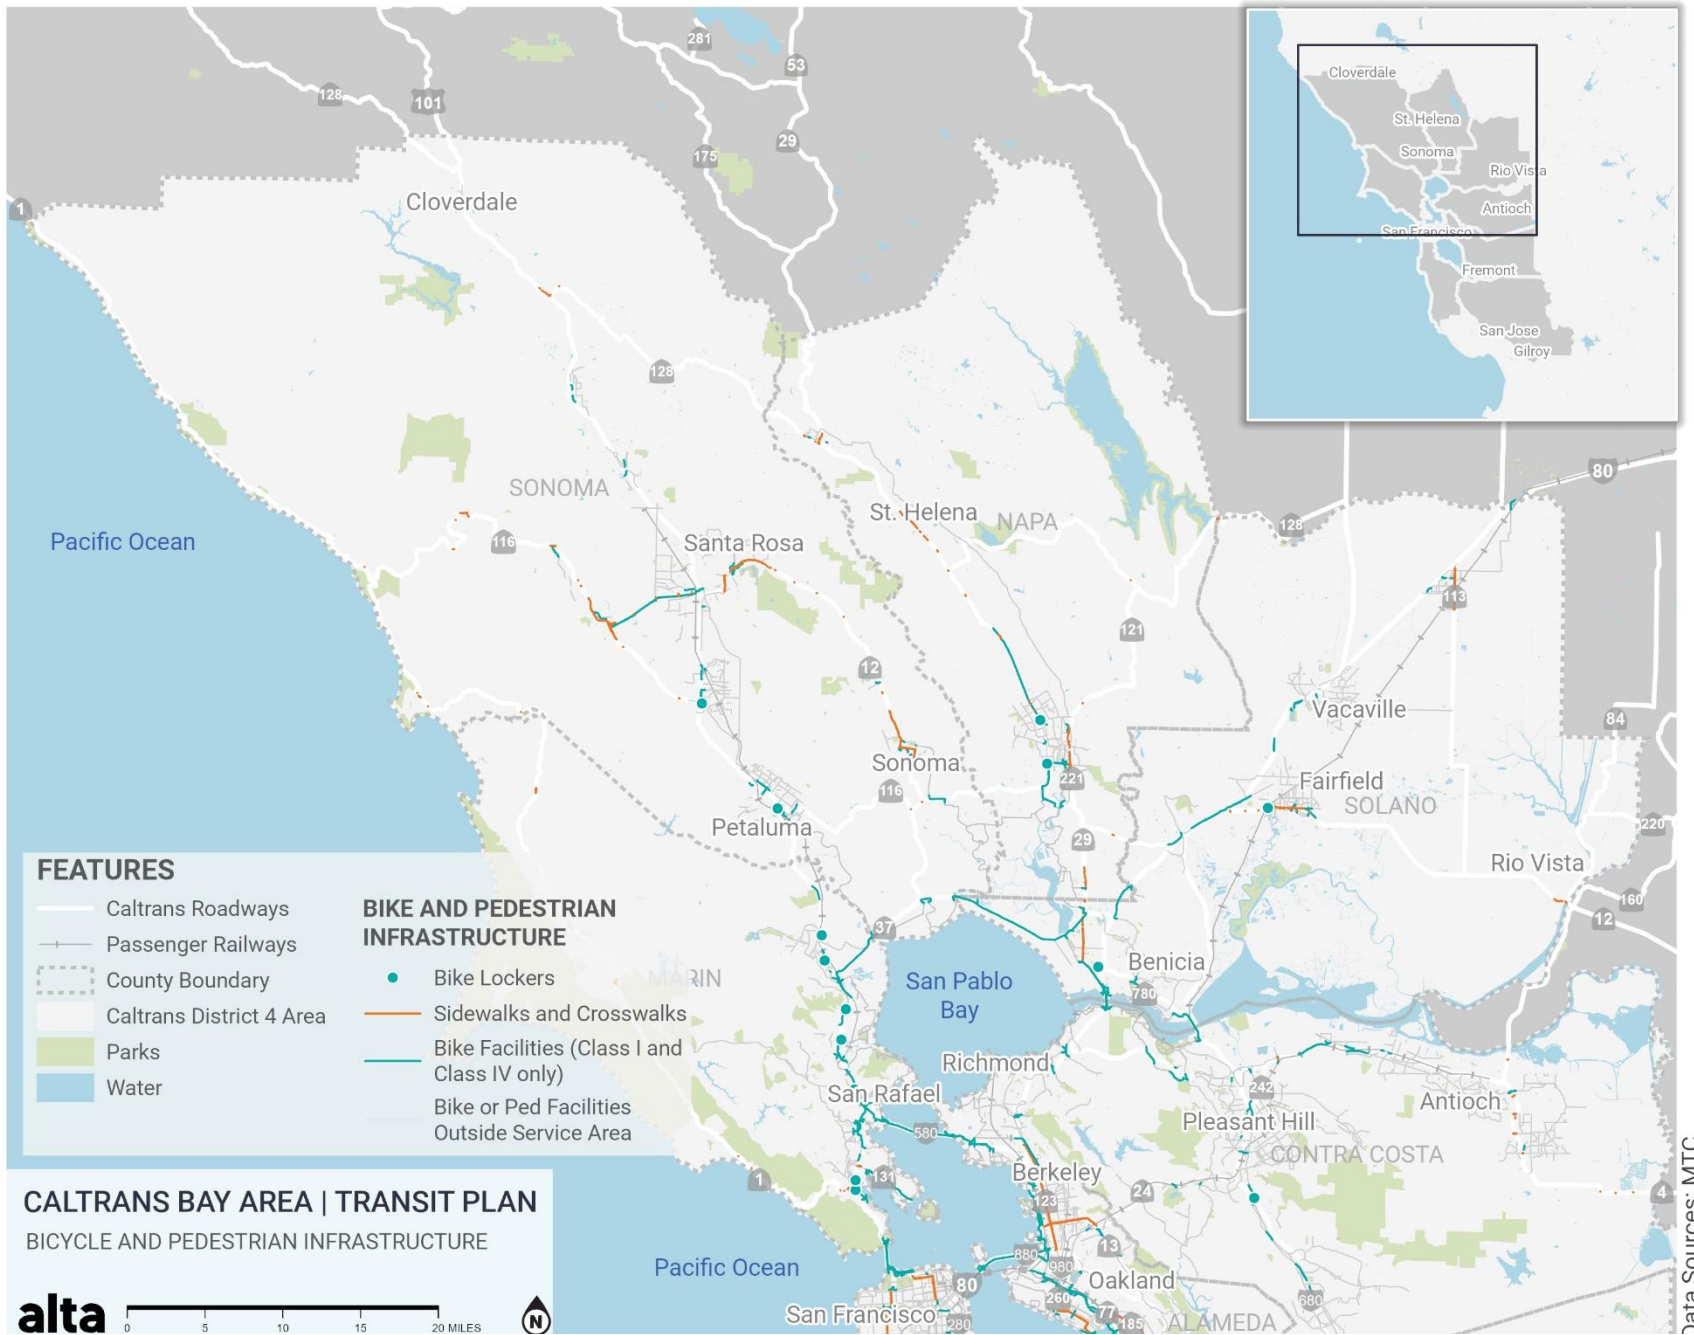 281
53
128
101
29
175
1
Cloverdale
Cloverdale
St. Helena
Sonoma
Rio Vista
Antioch
San Francisco
Fremont
San Jose
Gilroy
128
80
SONOMA
St. Helena
NAPA
128
Pacific Ocean
116
Santa Rosa
113
121
12
Vacaville
84
Sonoma
221
Fairfield
116
SOLANO
Petaluma
29
220
Rio Vista
160
12
37
MARIN
San Pablo
Bay
Benicia
780
Richmond
San Rafael
242
Antioch
580
Pleasant Hill
CONTRA COSTA
Berkeley
131
1
123
24
4
13
880
980
Pacific Ocean
80
Oakland
260
77
680
San Francisco
280
185
ALAMEDA
FEATURES
Caltrans Roadways
Passenger Railways
County Boundary
Caltrans District 4 Area
Parks
Water
BIKE AND PEDESTRIAN
INFRASTRUCTURE
Bike Lockers
Sidewalks and Crosswalks
Bike Facilities (Class I and
Class IV only)
Bike or Ped Facilities
Outside Service Area
CALTRANS BAY AREA | TRANSIT PLAN
BICYCLE AND PEDESTRIAN INFRASTRUCTURE
alta
0 5 10 15 20 MILES
N
Data Sources: MTC